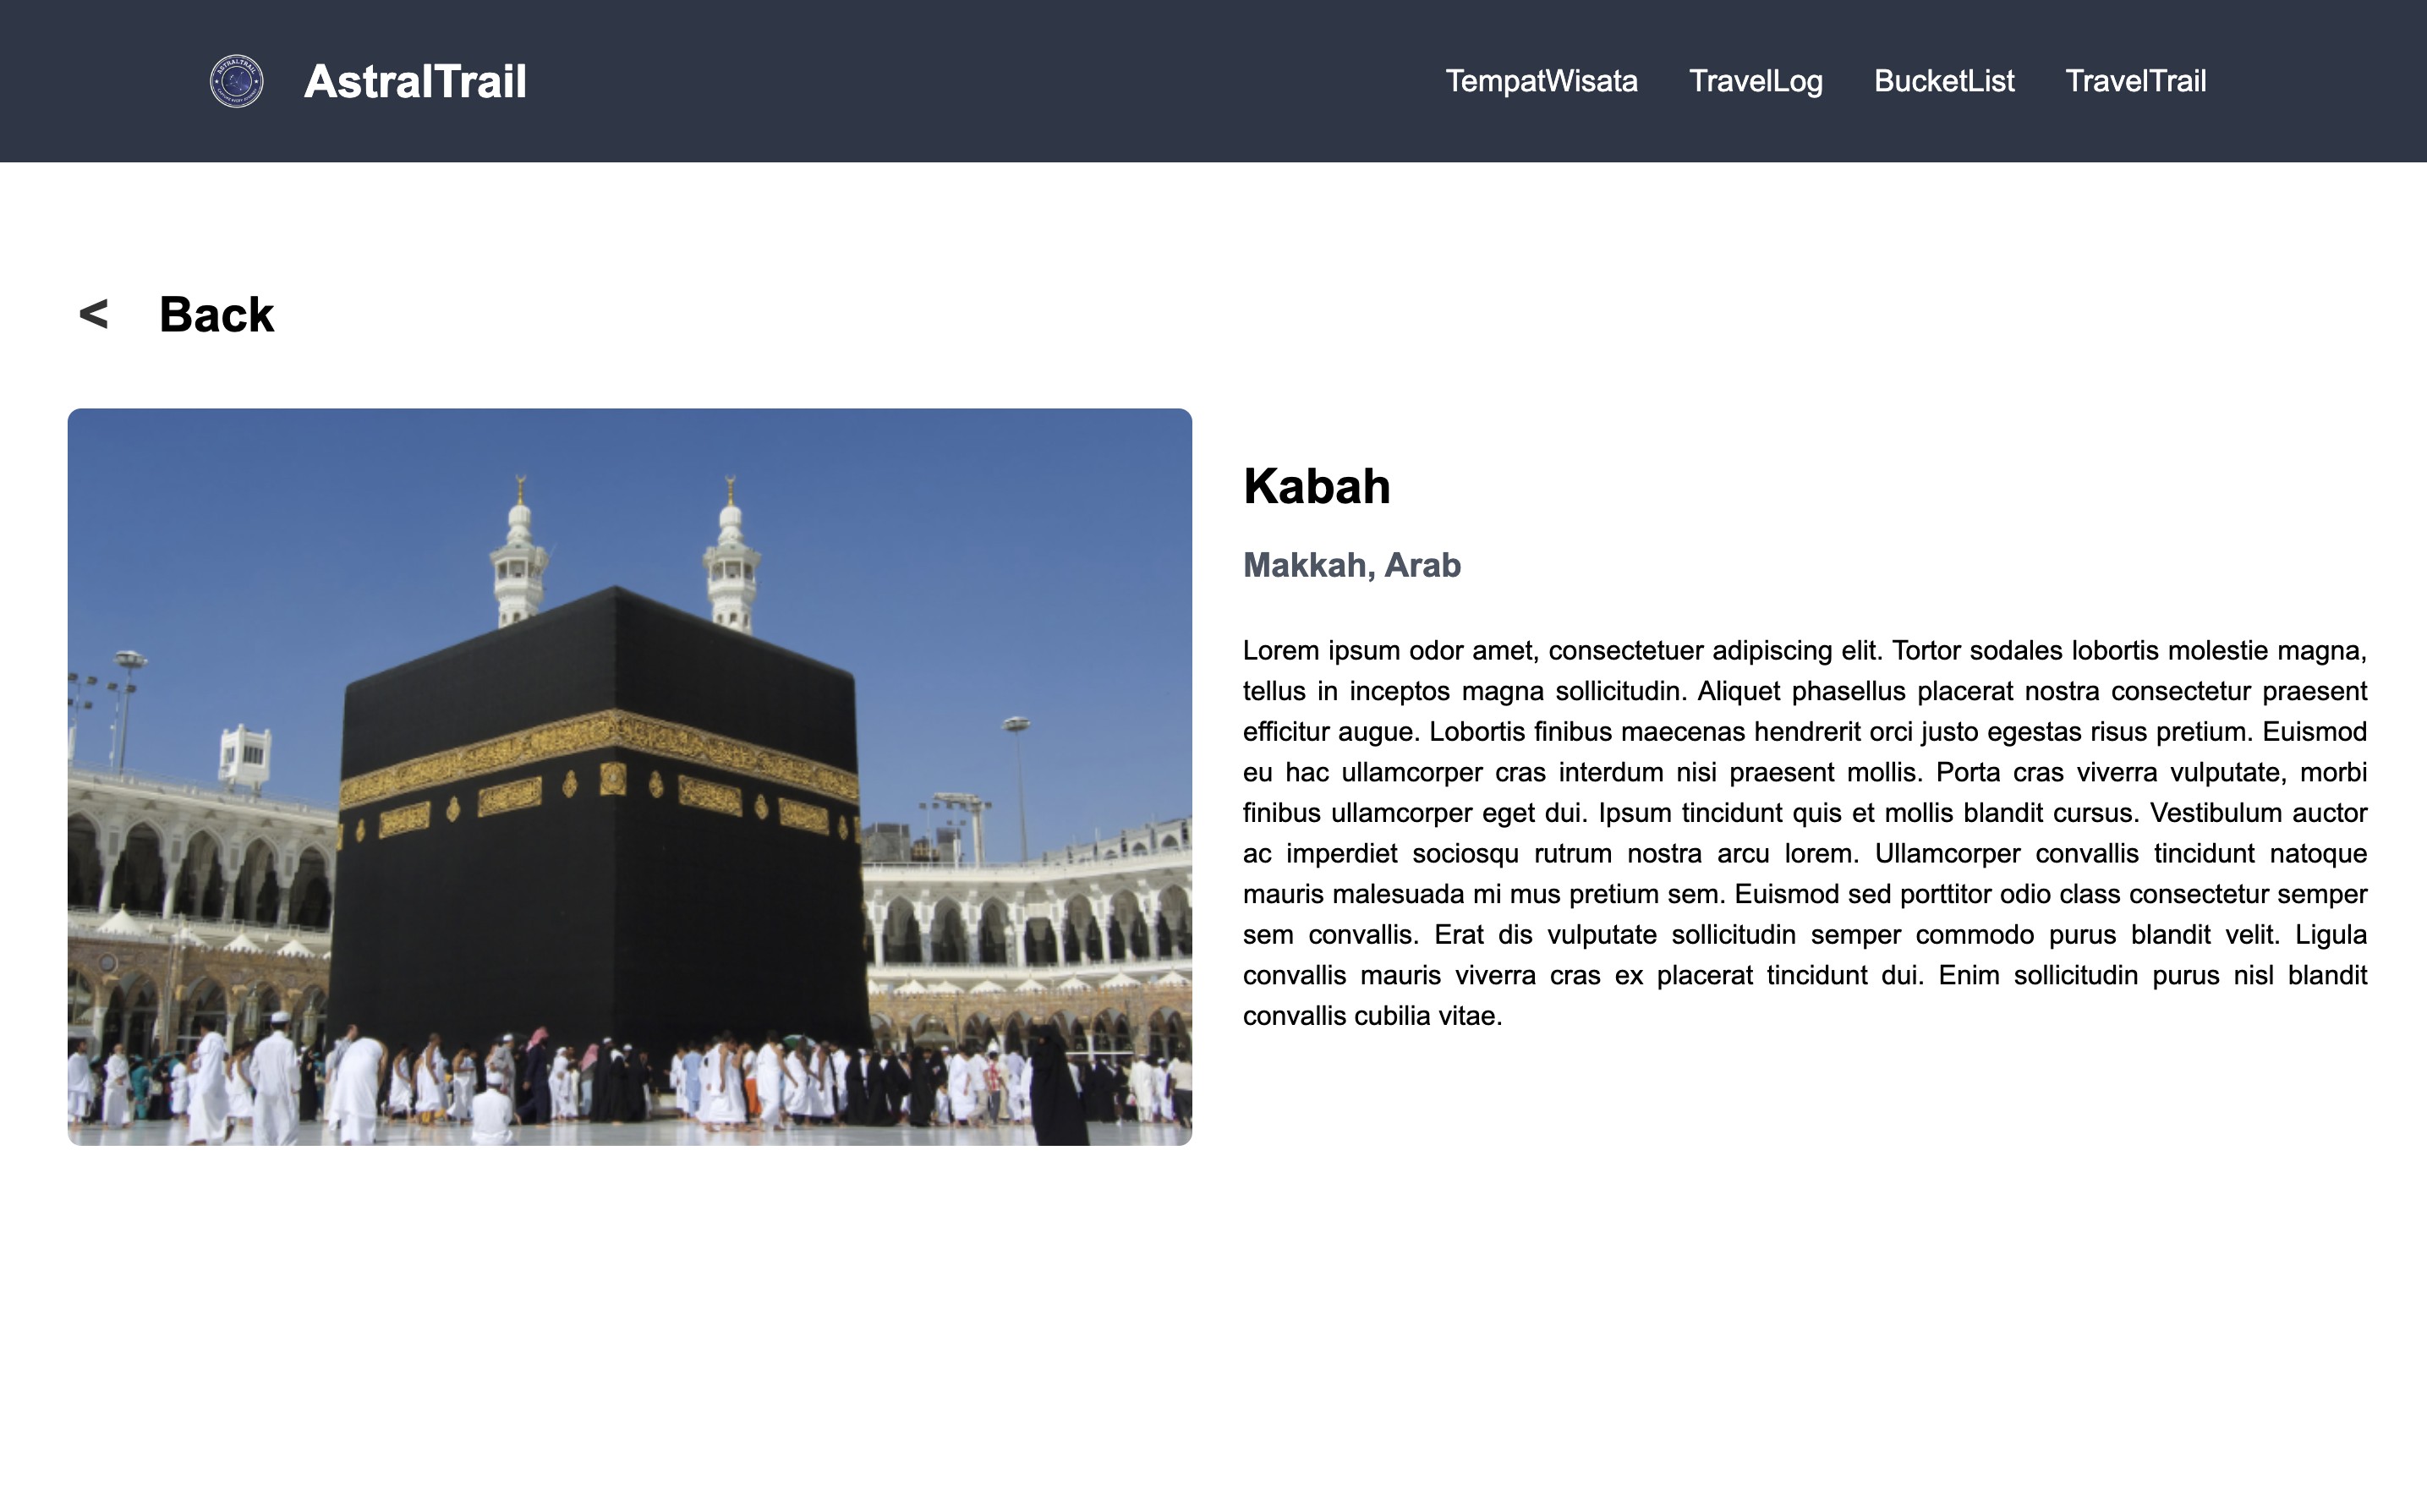 AstralTrail
TempatWisata
TravelLog
BucketList
TravelTrail
< Back
Kabah
Makkah, Arab
Lorem ipsum odor amet, consectetuer adipiscing elit. Tortor sodales lobortis molestie magna,
tellus in inceptos magna sollicitudin. Aliquet phasellus placerat nostra consectetur praesent
efficitur augue. Lobortis finibus maecenas hendrerit orci justo egestas risus pretium. Euismod
eu hac ullamcorper cras interdum nisi praesent mollis. Porta cras viverra vulputate, morbi
finibus ullamcorper eget dui. Ipsum tincidunt quis et mollis blandit cursus. Vestibulum auctor
ac imperdiet sociosqu rutrum nostra arcu lorem. Ullamcorper convallis tincidunt natoque
mauris malesuada mi mus pretium sem. Euismod sed porttitor odio class consectetur semper
sem convallis. Erat dis vulputate sollicitudin semper commodo purus blandit velit. Ligula
convallis mauris viverra cras ex placerat tincidunt dui. Enim sollicitudin purus nisl blandit
convallis cubilia vitae.